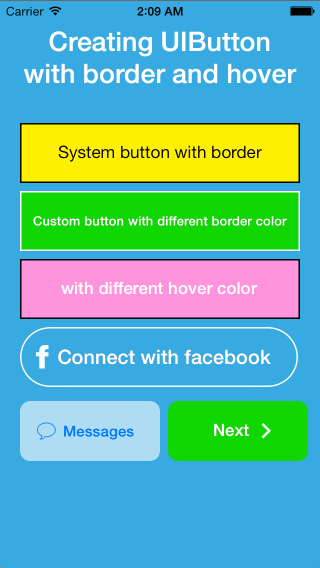 Carrier 2:09 AM
Creating UIButton
with border and hover
System button with border
Custom button with different border color
with different hover color
f Connect with facebook
Messages
Next